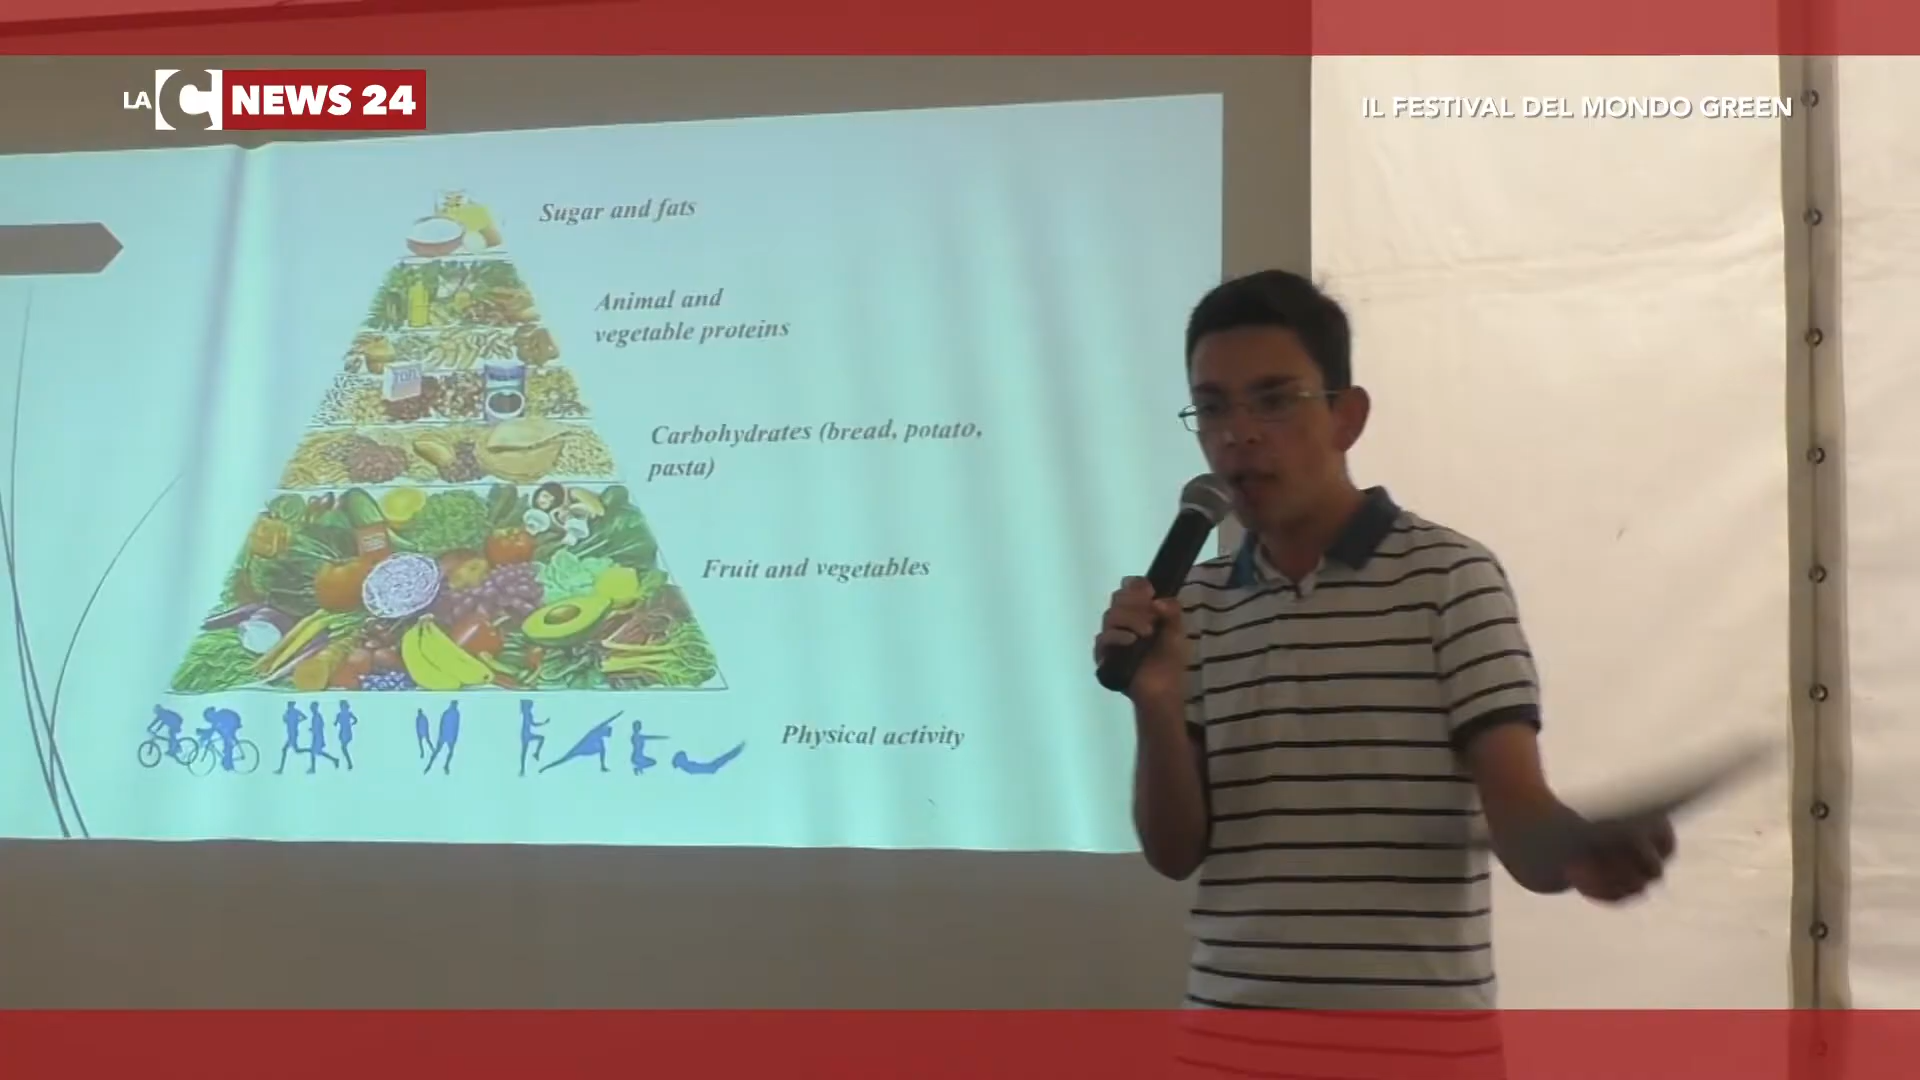 LA C NEWS 24
IL FESTIVAL DEL MONDO GREEN
Sugar and fats
Animal and
vegetable proteins
Carbohydrates (bread, potato,
pasta)
Fruit and vegetables
Physical activity